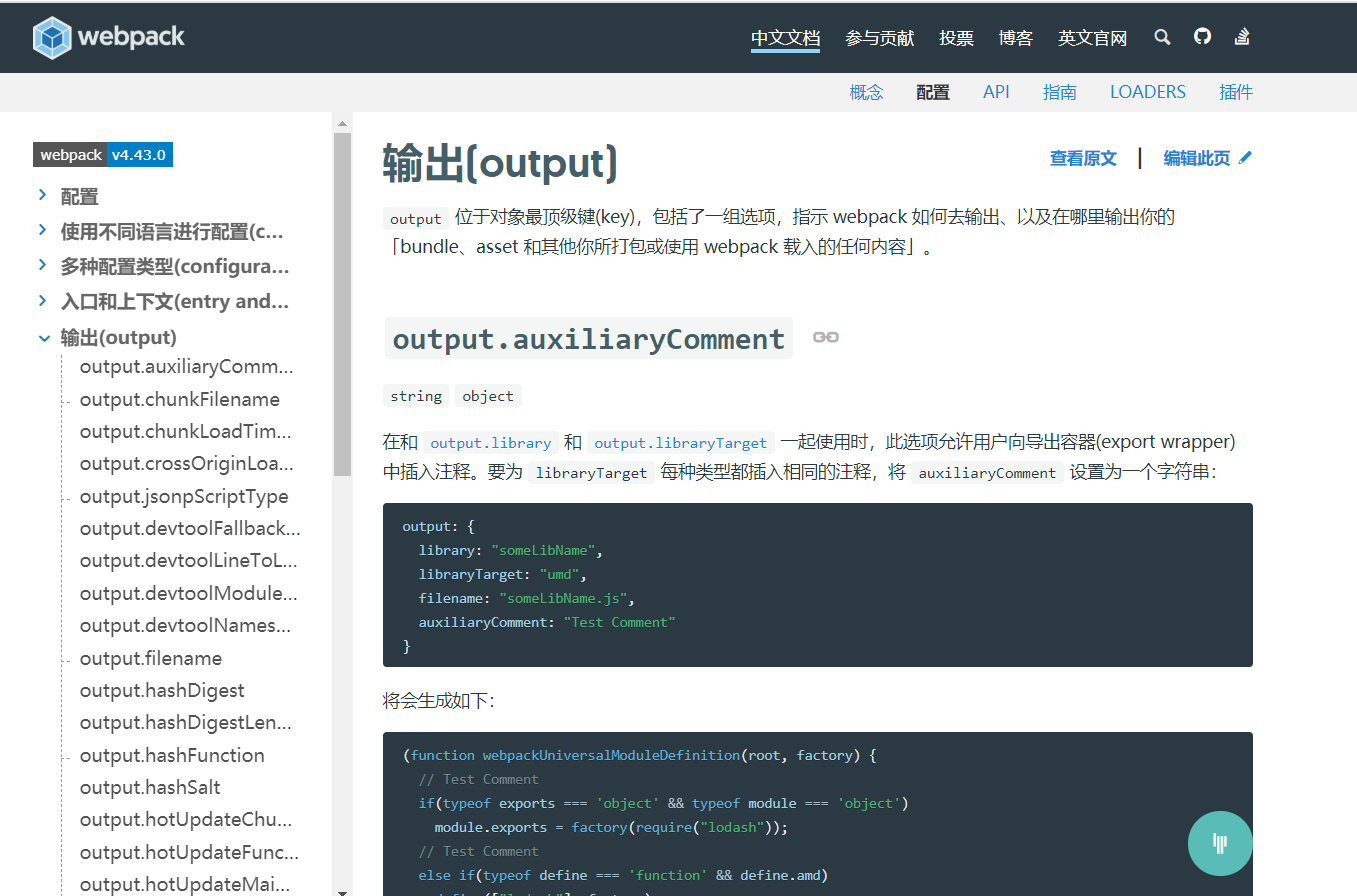 webpack
中文文档 参与贡献 投票 博客 英文官网
概念 配置 API 指南 LOADERS 插件
webpack v4.43.0
配置
使用不同语言进行配置(c...
多种配置类型(configura...
入口和上下文(entry and...
输出(output)
output.auxiliaryComm...
output.chunkFilename
output.chunkLoadTim...
output.crossOriginLoa...
output.jsonpScriptType
output.devtoolFallback...
output.devtoolLineToL...
output.devtoolModule...
output.devtoolNames...
output.filename
output.hashDigest
output.hashDigestLen...
output.hashFunction
output.hashSalt
output.hotUpdateChu...
output.hotUpdateFunc...
output.hotUpdateMai...
输出(output)
查看原文 | 编辑此页
output 位于对象最顶级键(key)，包括了一组选项，指示 webpack 如何去输出、以及在哪里输出你的
「bundle、asset 和其他你所打包或使用 webpack 载入的任何内容」。
output.auxiliaryComment
string object
在和 output.library 和 output.libraryTarget 一起使用时，此选项允许用户向导出容器(export wrapper)
中插入注释。要为 libraryTarget 每种类型都插入相同的注释，将 auxiliaryComment 设置为一个字符串：
output: {
  library: "someLibName",
  libraryTarget: "umd",
  filename: "someLibName.js",
  auxiliaryComment: "Test Comment"
}
将会生成如下：
(function webpackUniversalModuleDefinition(root, factory) {
  // Test Comment
  if(typeof exports === 'object' && typeof module === 'object')
    module.exports = factory(require("lodash"));
  // Test Comment
  else if(typeof define === 'function' && define.amd)